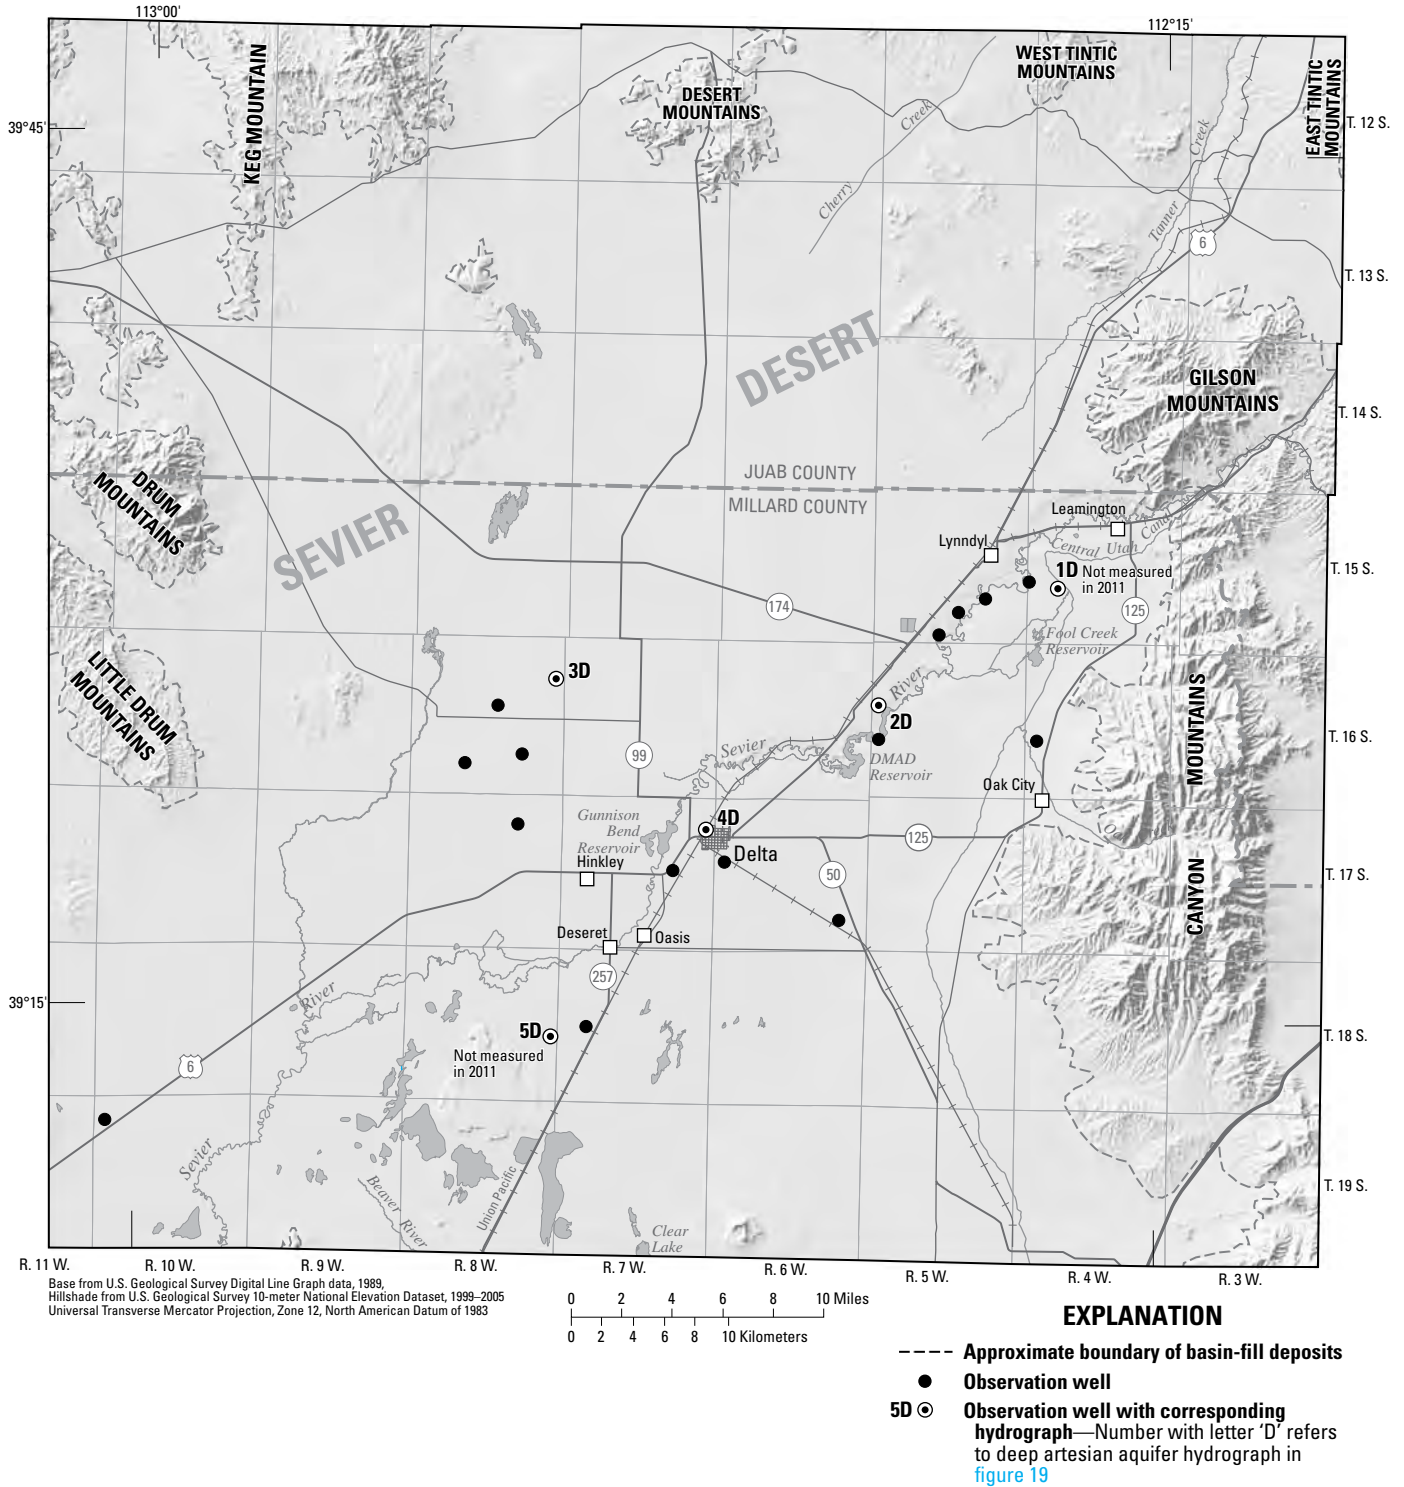 113°00'
112°15'
KEG MOUNTAIN
DESERT
MOUNTAINS
WEST TINTIC
MOUNTAINS
EAST TINTIC
MOUNTAINS
39°45'
T. 12 S.
Creek
Cherry
Creek
Tanner
6
T. 13 S.
DESERT
GILSON
MOUNTAINS
T. 14 S.
JUAB COUNTY
MILLARD COUNTY
DRUM
MOUNTAINS
SEVIER
Leamington
Lynndyl
Central Utah Canal
1D Not measured
in 2011
T. 15 S.
174
125
Fool Creek
Reservoir
LITTLE DRUM
MOUNTAINS
3D
River
2D
MOUNTAINS
T. 16 S.
99
Sevier
DMAD
Reservoir
Oak City
Gunnison
Bend
Reservoir
4D
125
Hinkley
Delta
50
CANYON
T. 17 S.
Deseret
Oasis
257
39°15'
River
5D
Not measured
in 2011
T. 18 S.
6
Sevier
Beaver River
Union Pacific
T. 19 S.
Clear
Lake
R. 11 W.
R. 10 W.
R. 9 W.
R. 8 W.
R. 7 W.
R. 6 W.
R. 5 W.
R. 4 W.
R. 3 W.
Base from U.S. Geological Survey Digital Line Graph data, 1989,
Hillshade from U.S. Geological Survey 10-meter National Elevation Dataset, 1999–2005
Universal Transverse Mercator Projection, Zone 12, North American Datum of 1983
0 2 4 6 8 10 Miles
0 2 4 6 8 10 Kilometers
EXPLANATION
Approximate boundary of basin-fill deposits
Observation well
5D Observation well with corresponding
hydrograph—Number with letter ‘D’ refers
to deep artesian aquifer hydrograph in
figure 19